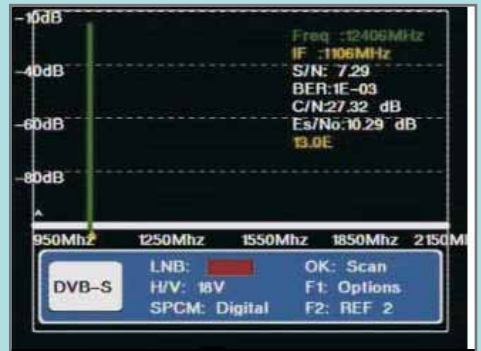 -10dB
Freq :12406MHz
IF :1106MHz
-40dB
S/N: 7.29
BER:1E-03
C/N:27.32 dB
-60dB
Es/No:10.29 dB
13.0E
-80dB
950Mhz 1250Mhz 1550Mhz 1850Mhz 2150M
DVB-S
LNB: OK: Scan
H/V: 18V F1: Options
SPCM: Digital F2: REF 2